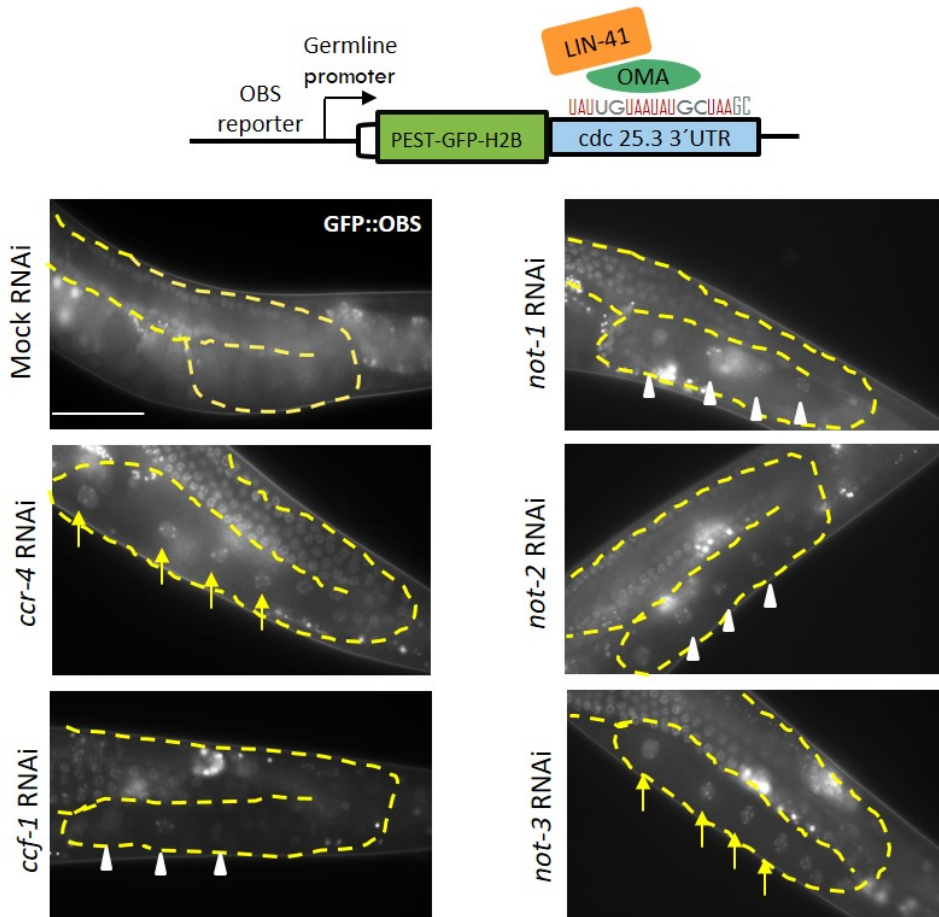 Germline
promoter
OBS
reporter
LIN-41
OMA
UAUUGUAAUAUGCUAAGC
PEST-GFP-H2B
cdc 25.3 3´UTR
GFP::OBS
Mock RNAi
not-1 RNAi
ccr-4 RNAi
not-2 RNAi
ccf-1 RNAi
not-3 RNAi